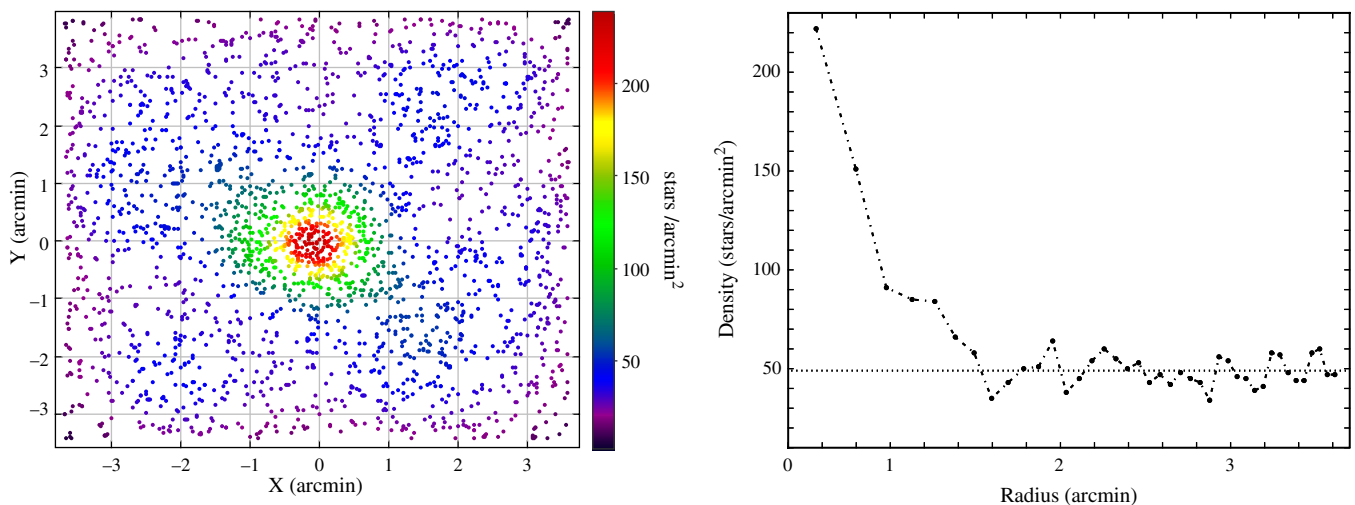 3
2
1
0
−1
−2
−3
Y (arcmin)
−3 −2 −1 0 1 2 3
X (arcmin)
200
150
100
50
stars /arcmin²
200
150
100
50
Density (stars/arcmin²)
0 1 2 3
Radius (arcmin)